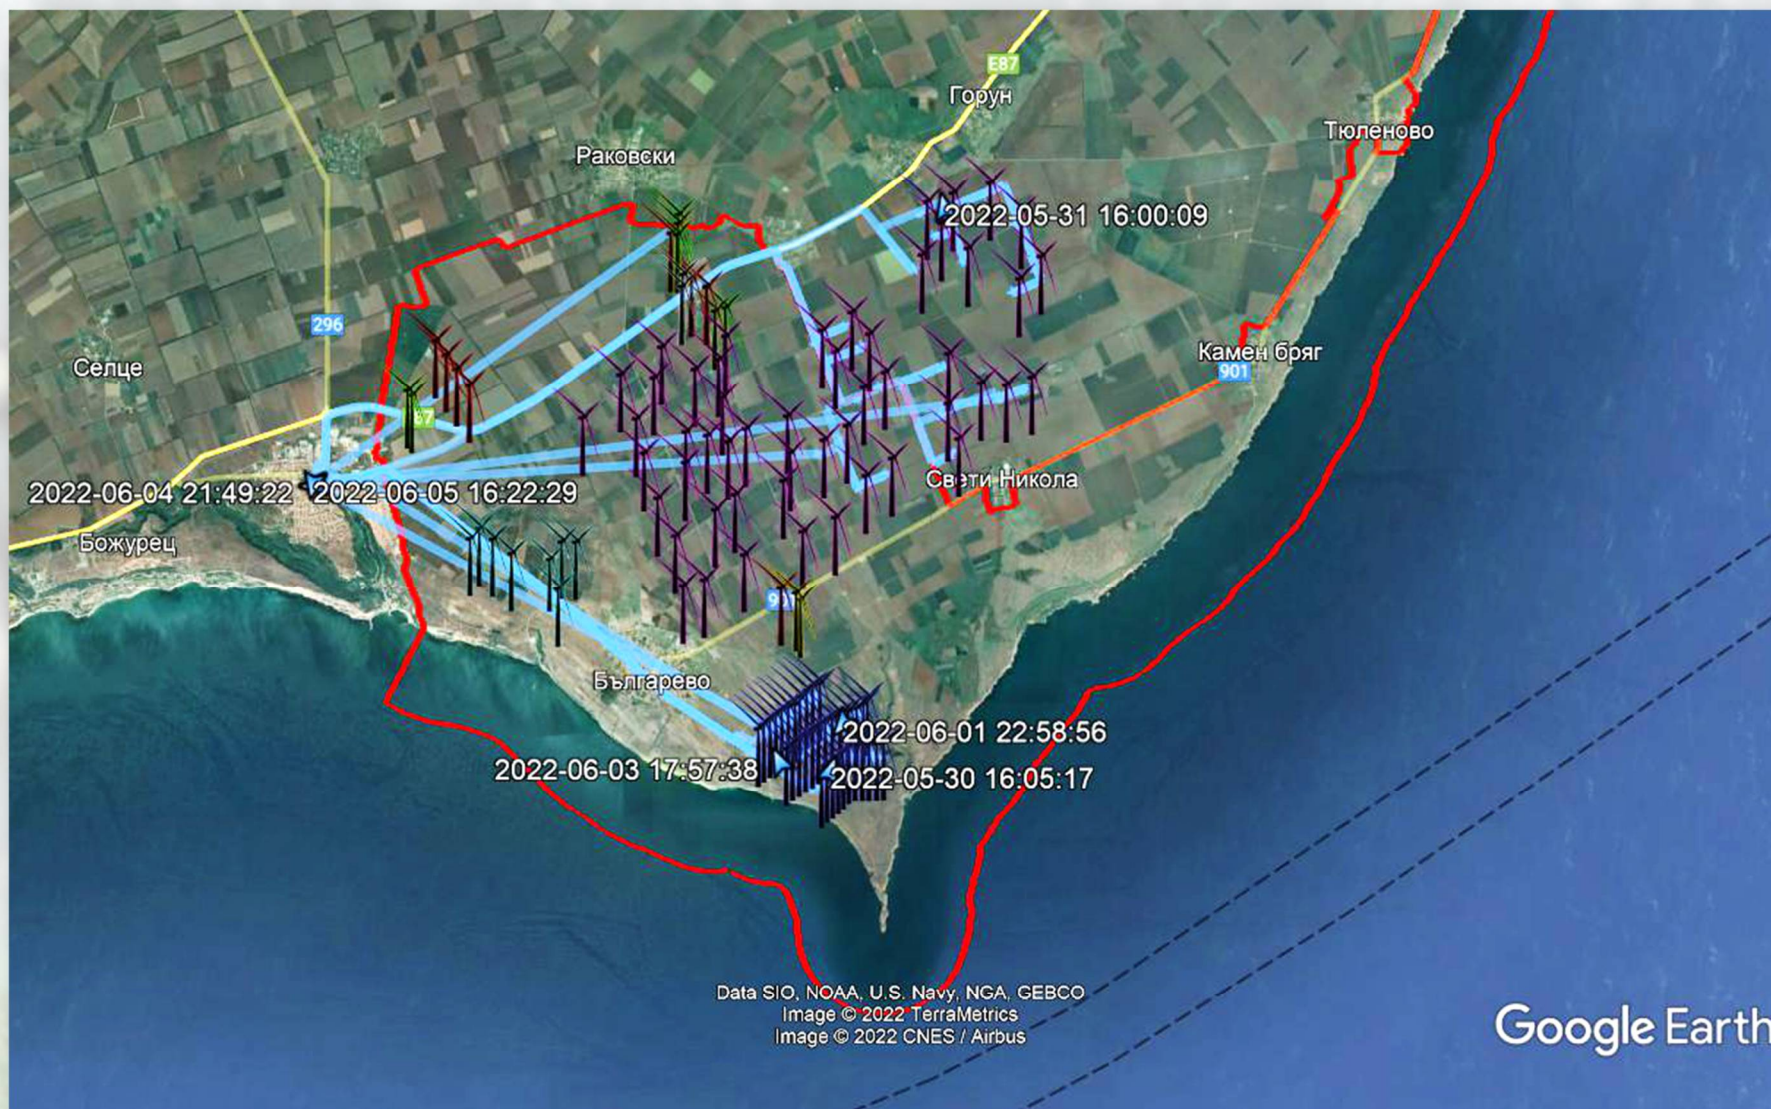 E87
Горун
Тюленово
Раковски
2022-05-31 16:00:09
296
Камен бряг
901
Селце
87
Свети Никола
2022-06-04 21:49:22
2022-06-05 16:22:29
Божурец
901
Българево
2022-06-01 22:58:56
2022-06-03 17:57:38
2022-05-30 16:05:17
Data SIO, NOAA, U.S. Navy, NGA, GEBCO
Image © 2022 TerraMetrics
Image © 2022 CNES / Airbus
Google Earth